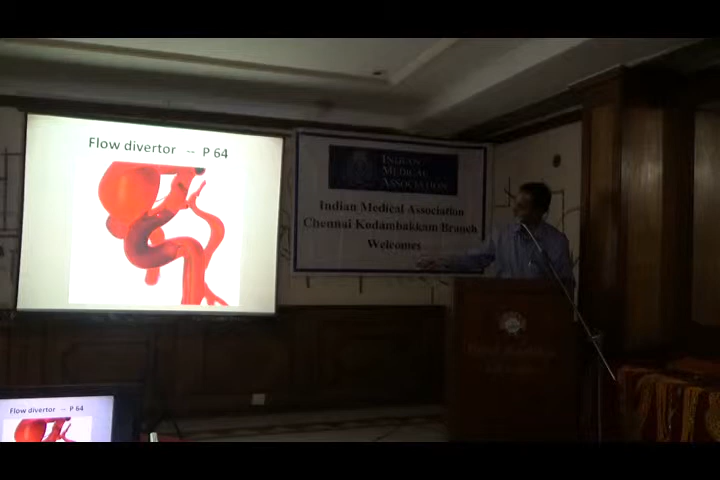 Flow divertor -- P 64
INDIAN
MEDICAL
ASSOCIATION
Indian Medical Association
Chennai Kodambakkam Branch
Welcomes
Flow divertor -- P 64